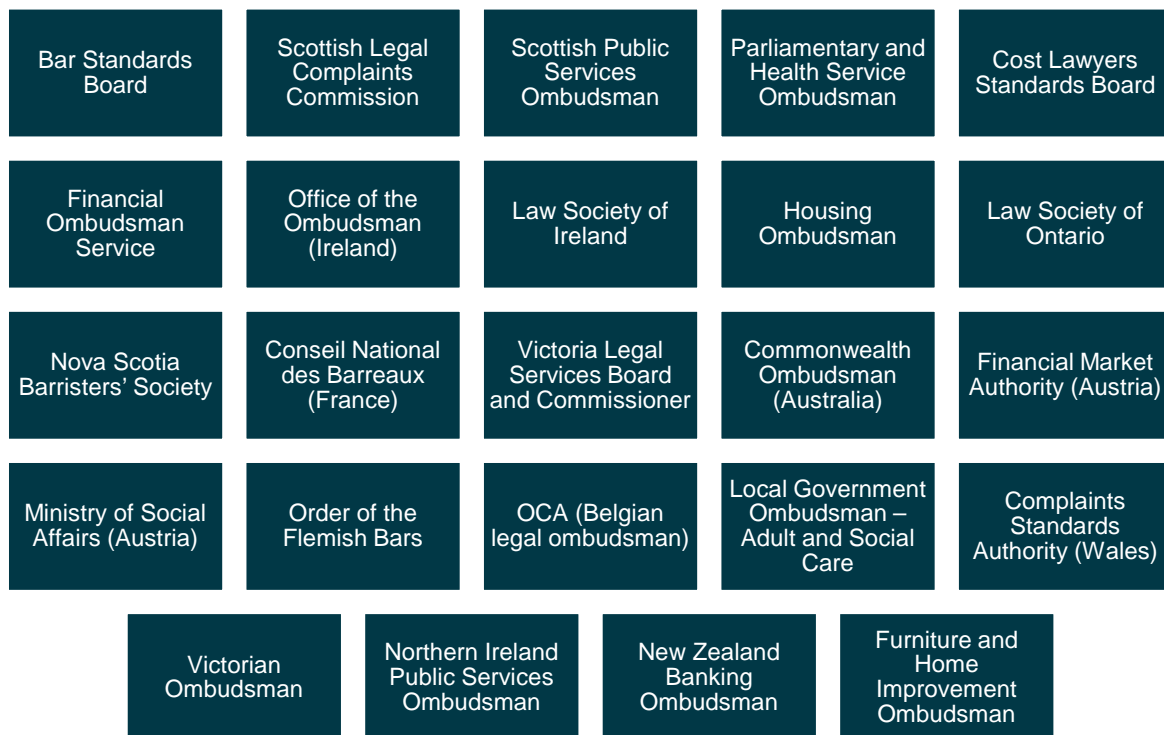 Bar Standards
Board
Scottish Legal
Complaints
Commission
Scottish Public
Services
Ombudsman
Parliamentary and
Health Service
Ombudsman
Cost Lawyers
Standards Board
Financial
Ombudsman
Service
Office of the
Ombudsman
(Ireland)
Law Society of
Ireland
Housing
Ombudsman
Law Society of
Ontario
Nova Scotia
Barristers’ Society
Conseil National
des Barreaux
(France)
Victoria Legal
Services Board
and Commissioner
Commonwealth
Ombudsman
(Australia)
Financial Market
Authority (Austria)
Ministry of Social
Affairs (Austria)
Order of the
Flemish Bars
OCA (Belgian
legal ombudsman)
Local Government
Ombudsman –
Adult and Social
Care
Complaints
Standards
Authority (Wales)
Victorian
Ombudsman
Northern Ireland
Public Services
Ombudsman
New Zealand
Banking
Ombudsman
Furniture and
Home
Improvement
Ombudsman